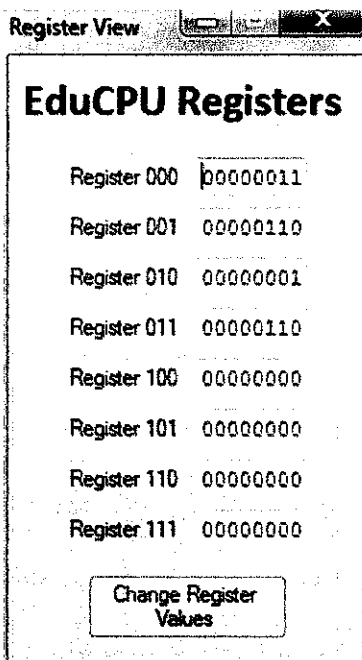 Register View
EduCPU Registers
Register 000 00000011
Register 001 00000110
Register 010 00000001
Register 011 00000110
Register 100 00000000
Register 101 00000000
Register 110 00000000
Register 111 00000000
Change Register
Values